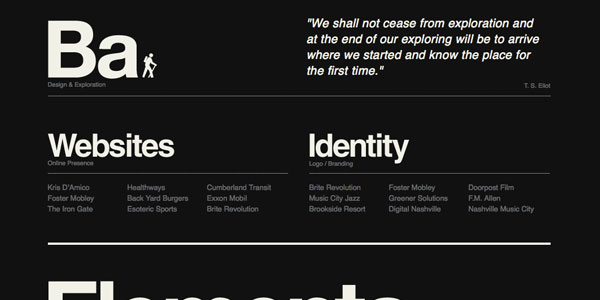 Ba
Design & Exploration
"We shall not cease from exploration and
at the end of our exploring will be to arrive
where we started and know the place for
the first time."
T. S. Eliot
Websites
Online Presence
Kris D'Amico Healthways Cumberland Transit
Foster Mobley Back Yard Burgers Exxon Mobil
The Iron Gate Esoteric Sports Brite Revolution
Identity
Logo / Branding
Brite Revolution Foster Mobley Doorpost Film
Music City Jazz Greener Solutions F.M. Allen
Brookside Resort Digital Nashville Nashville Music City
Elements